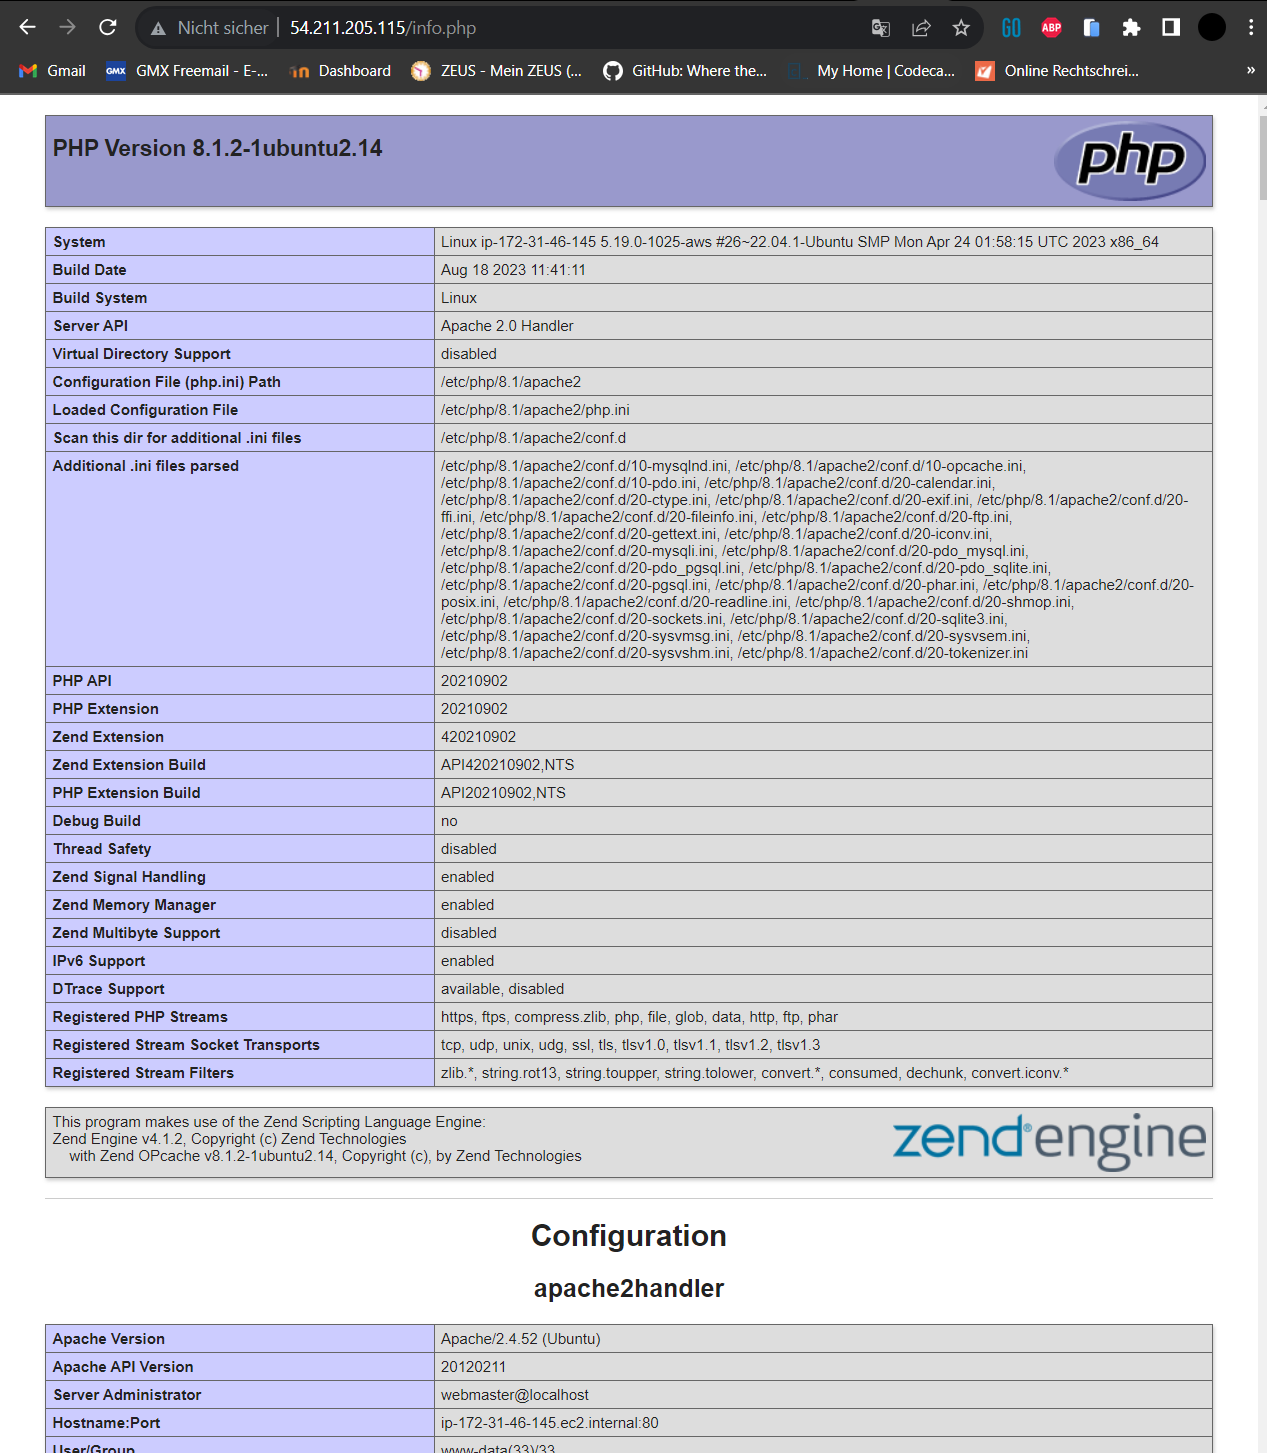 Nicht sicher | 54.211.205.115/info.php
GO ABP
Gmail GMX GMX Freemail - E-... Dashboard ZEUS - Mein ZEUS (... GitHub: Where the... My Home | Codeca... Online Rechtschrei... »
PHP Version 8.1.2-1ubuntu2.14
php
System Linux ip-172-31-46-145 5.19.0-1025-aws #26~22.04.1-Ubuntu SMP Mon Apr 24 01:58:15 UTC 2023 x86_64
Build Date Aug 18 2023 11:41:11
Build System Linux
Server API Apache 2.0 Handler
Virtual Directory Support disabled
Configuration File (php.ini) Path /etc/php/8.1/apache2
Loaded Configuration File /etc/php/8.1/apache2/php.ini
Scan this dir for additional .ini files /etc/php/8.1/apache2/conf.d
Additional .ini files parsed /etc/php/8.1/apache2/conf.d/10-mysqlnd.ini, /etc/php/8.1/apache2/conf.d/10-opcache.ini,
/etc/php/8.1/apache2/conf.d/10-pdo.ini, /etc/php/8.1/apache2/conf.d/20-calendar.ini,
/etc/php/8.1/apache2/conf.d/20-ctype.ini, /etc/php/8.1/apache2/conf.d/20-exif.ini, /etc/php/8.1/apache2/conf.d/20-
ffi.ini, /etc/php/8.1/apache2/conf.d/20-fileinfo.ini, /etc/php/8.1/apache2/conf.d/20-ftp.ini,
/etc/php/8.1/apache2/conf.d/20-gettext.ini, /etc/php/8.1/apache2/conf.d/20-iconv.ini,
/etc/php/8.1/apache2/conf.d/20-mysqli.ini, /etc/php/8.1/apache2/conf.d/20-pdo_mysql.ini,
/etc/php/8.1/apache2/conf.d/20-pdo_pgsql.ini, /etc/php/8.1/apache2/conf.d/20-pdo_sqlite.ini,
/etc/php/8.1/apache2/conf.d/20-pgsql.ini, /etc/php/8.1/apache2/conf.d/20-phar.ini, /etc/php/8.1/apache2/conf.d/20-
posix.ini, /etc/php/8.1/apache2/conf.d/20-readline.ini, /etc/php/8.1/apache2/conf.d/20-shmop.ini,
/etc/php/8.1/apache2/conf.d/20-sockets.ini, /etc/php/8.1/apache2/conf.d/20-sqlite3.ini,
/etc/php/8.1/apache2/conf.d/20-sysvmsg.ini, /etc/php/8.1/apache2/conf.d/20-sysvsem.ini,
/etc/php/8.1/apache2/conf.d/20-sysvshm.ini, /etc/php/8.1/apache2/conf.d/20-tokenizer.ini
PHP API 20210902
PHP Extension 20210902
Zend Extension 420210902
Zend Extension Build API420210902,NTS
PHP Extension Build API20210902,NTS
Debug Build no
Thread Safety disabled
Zend Signal Handling enabled
Zend Memory Manager enabled
Zend Multibyte Support disabled
IPv6 Support enabled
DTrace Support available, disabled
Registered PHP Streams https, ftps, compress.zlib, php, file, glob, data, http, ftp, phar
Registered Stream Socket Transports tcp, udp, unix, udg, ssl, tls, tlsv1.0, tlsv1.1, tlsv1.2, tlsv1.3
Registered Stream Filters zlib.*, string.rot13, string.toupper, string.tolower, convert.*, consumed, dechunk, convert.iconv.*
This program makes use of the Zend Scripting Language Engine:
Zend Engine v4.1.2, Copyright (c) Zend Technologies
with Zend OPcache v8.1.2-1ubuntu2.14, Copyright (c), by Zend Technologies
zend® engine
Configuration
apache2handler
Apache Version Apache/2.4.52 (Ubuntu)
Apache API Version 20120211
Server Administrator webmaster@localhost
Hostname:Port ip-172-31-46-145.ec2.internal:80
User/Group www-data(33)/33